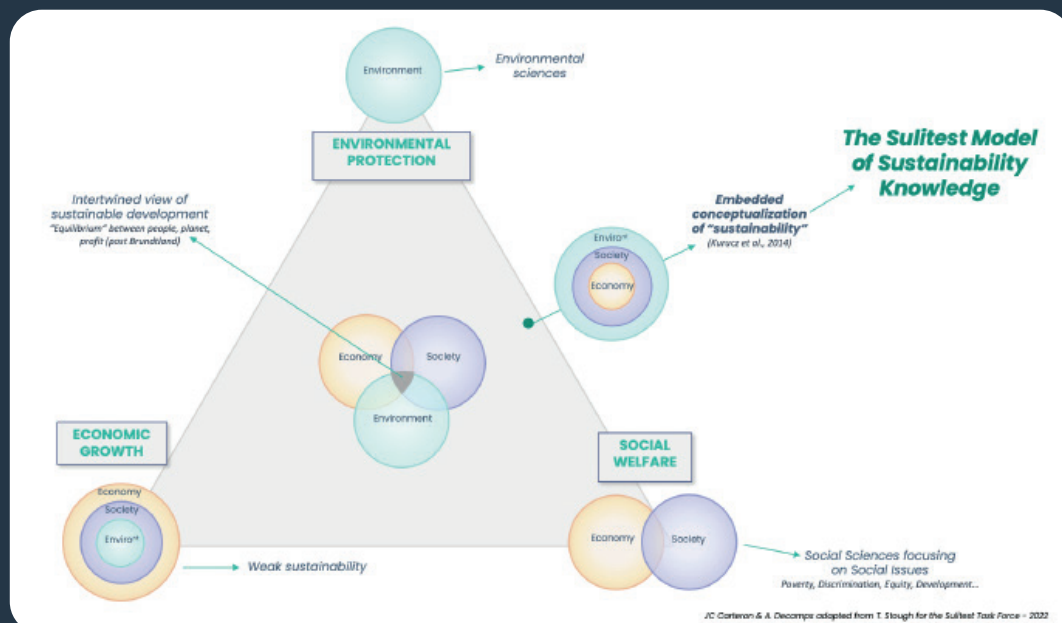 Environment
Environmental
sciences
ENVIRONMENTAL
PROTECTION
The Sulitest Model
of Sustainability
Knowledge
Intertwined view of
sustainable development
"Equilibrium" between people, planet,
profit (post Brundtland)
Embedded
conceptualization
of "sustainability"
(Kurucz et al., 2014)
Enviroⁿᵗ
Society
Economy
Economy
Society
Environment
ECONOMIC
GROWTH
SOCIAL
WELFARE
Economy
Society
Enviroⁿᵗ
Weak sustainability
Economy
Society
Social Sciences focusing
on Social Issues
Poverty, Discrimination, Equity, Development...
JC Carteron & A. Decamps adapted from T. Slough for the Sulitest Task Force - 2022